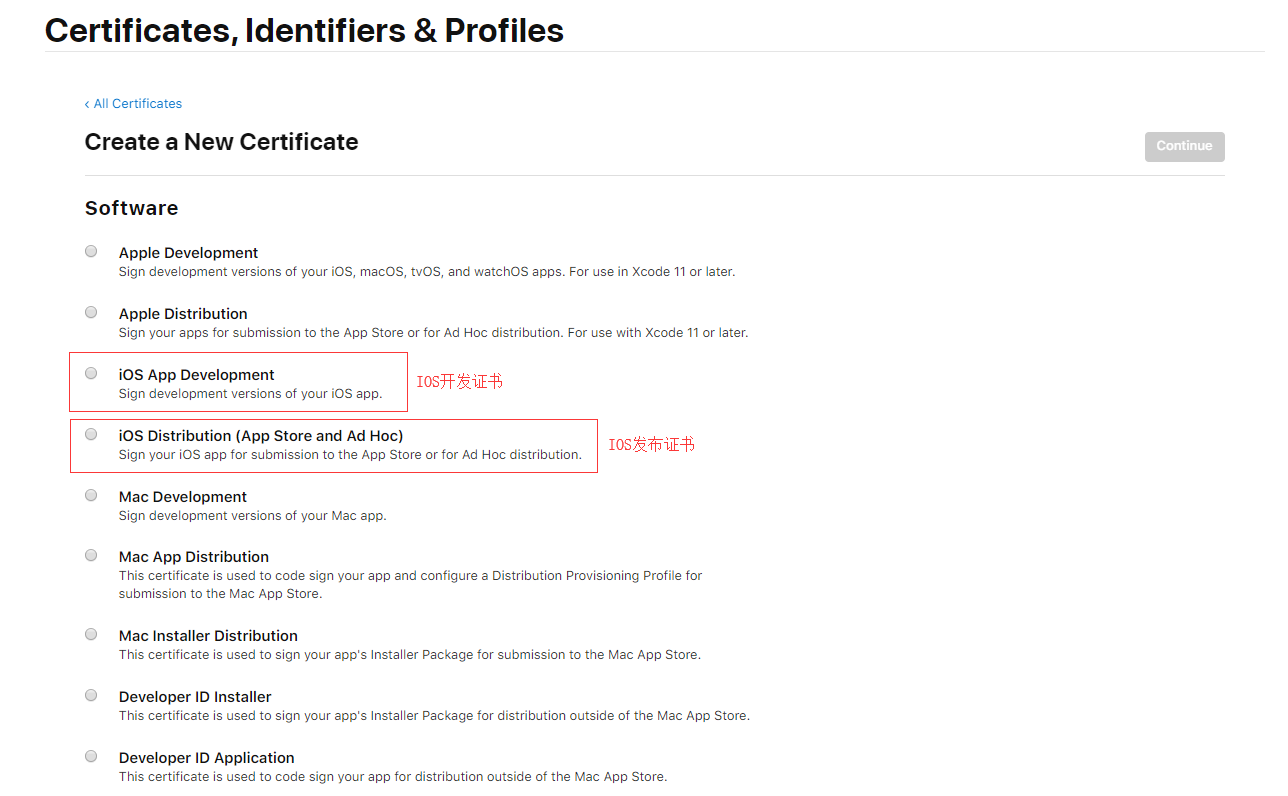 Certificates, Identifiers & Profiles
‹ All Certificates
Create a New Certificate
Continue
Software
Apple Development
Sign development versions of your iOS, macOS, tvOS, and watchOS apps. For use in Xcode 11 or later.
Apple Distribution
Sign your apps for submission to the App Store or for Ad Hoc distribution. For use with Xcode 11 or later.
iOS App Development
Sign development versions of your iOS app.
IOS开发证书
iOS Distribution (App Store and Ad Hoc)
Sign your iOS app for submission to the App Store or for Ad Hoc distribution.
IOS发布证书
Mac Development
Sign development versions of your Mac app.
Mac App Distribution
This certificate is used to code sign your app and configure a Distribution Provisioning Profile for
submission to the Mac App Store.
Mac Installer Distribution
This certificate is used to sign your app's Installer Package for submission to the Mac App Store.
Developer ID Installer
This certificate is used to sign your app's Installer Package for distribution outside of the Mac App Store.
Developer ID Application
This certificate is used to code sign your app for distribution outside of the Mac App Store.